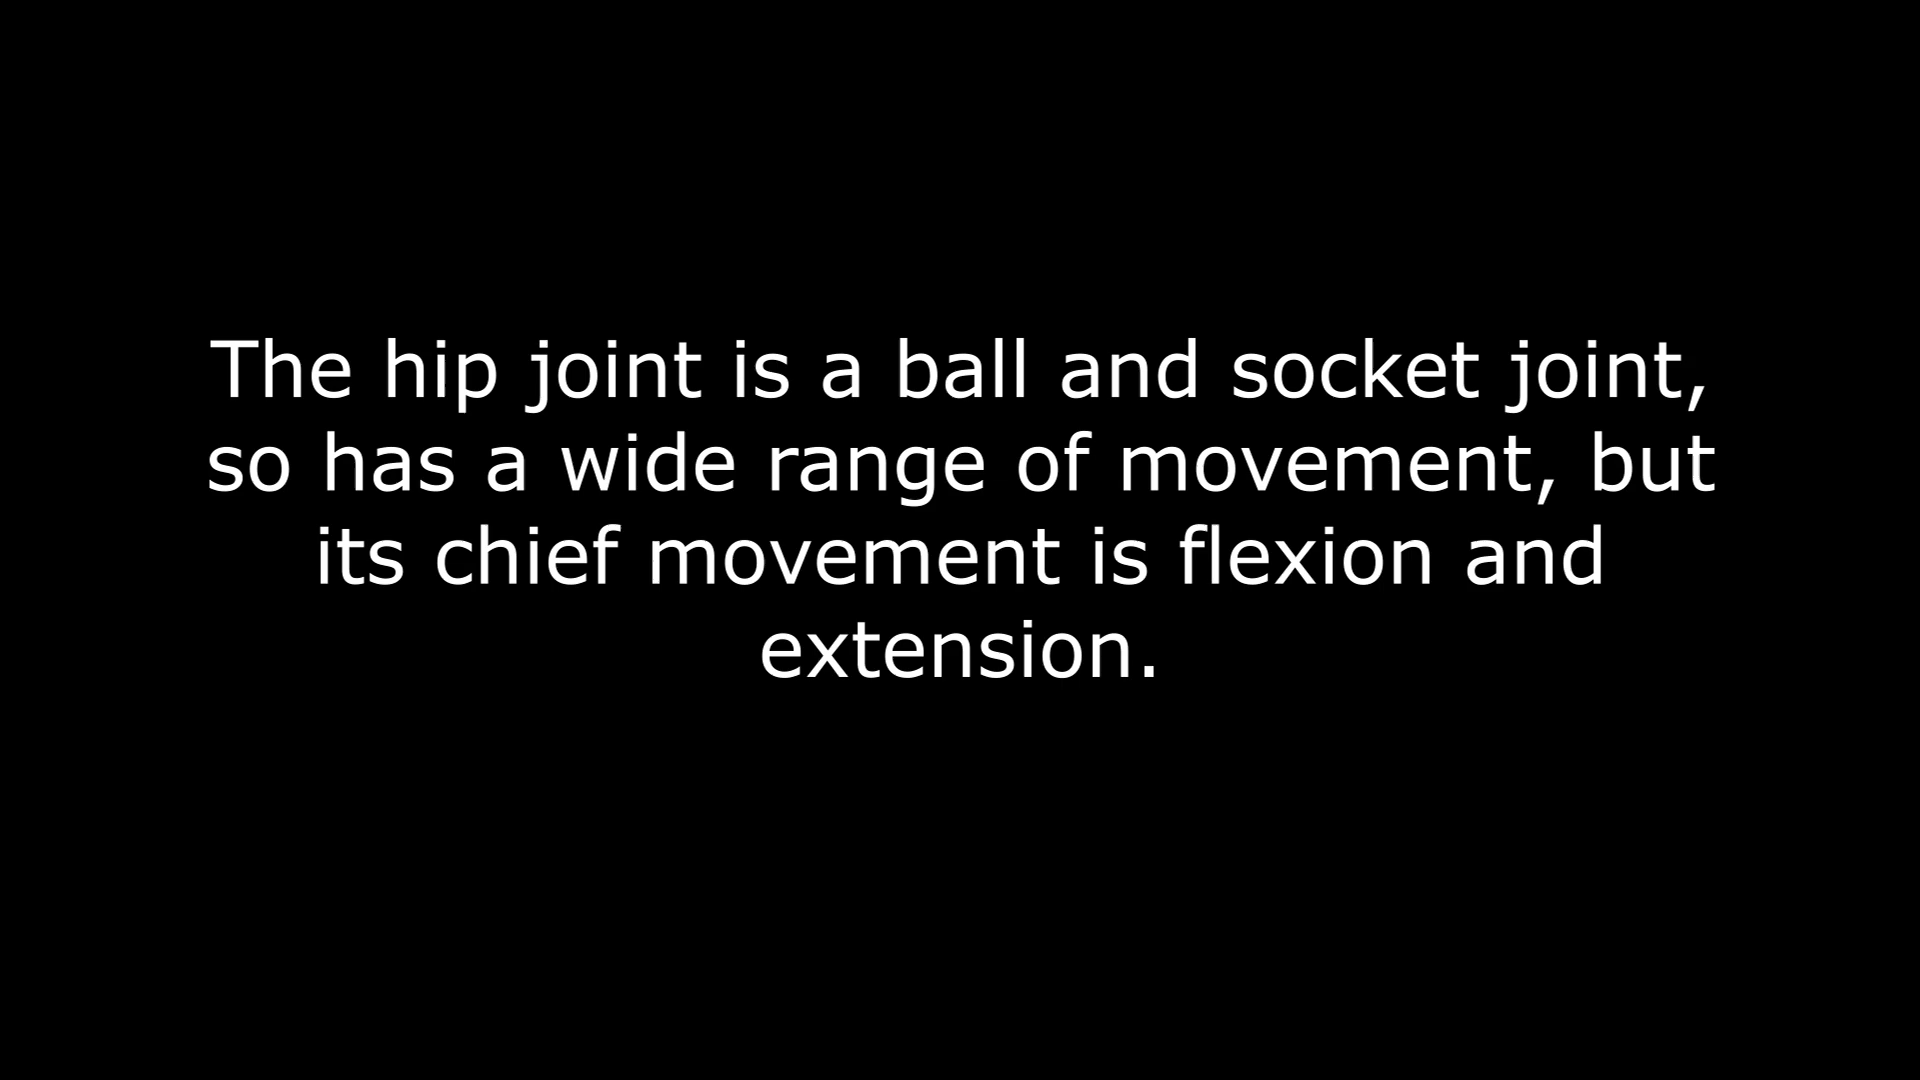 The hip joint is a ball and socket joint,
so has a wide range of movement, but
its chief movement is flexion and
extension.